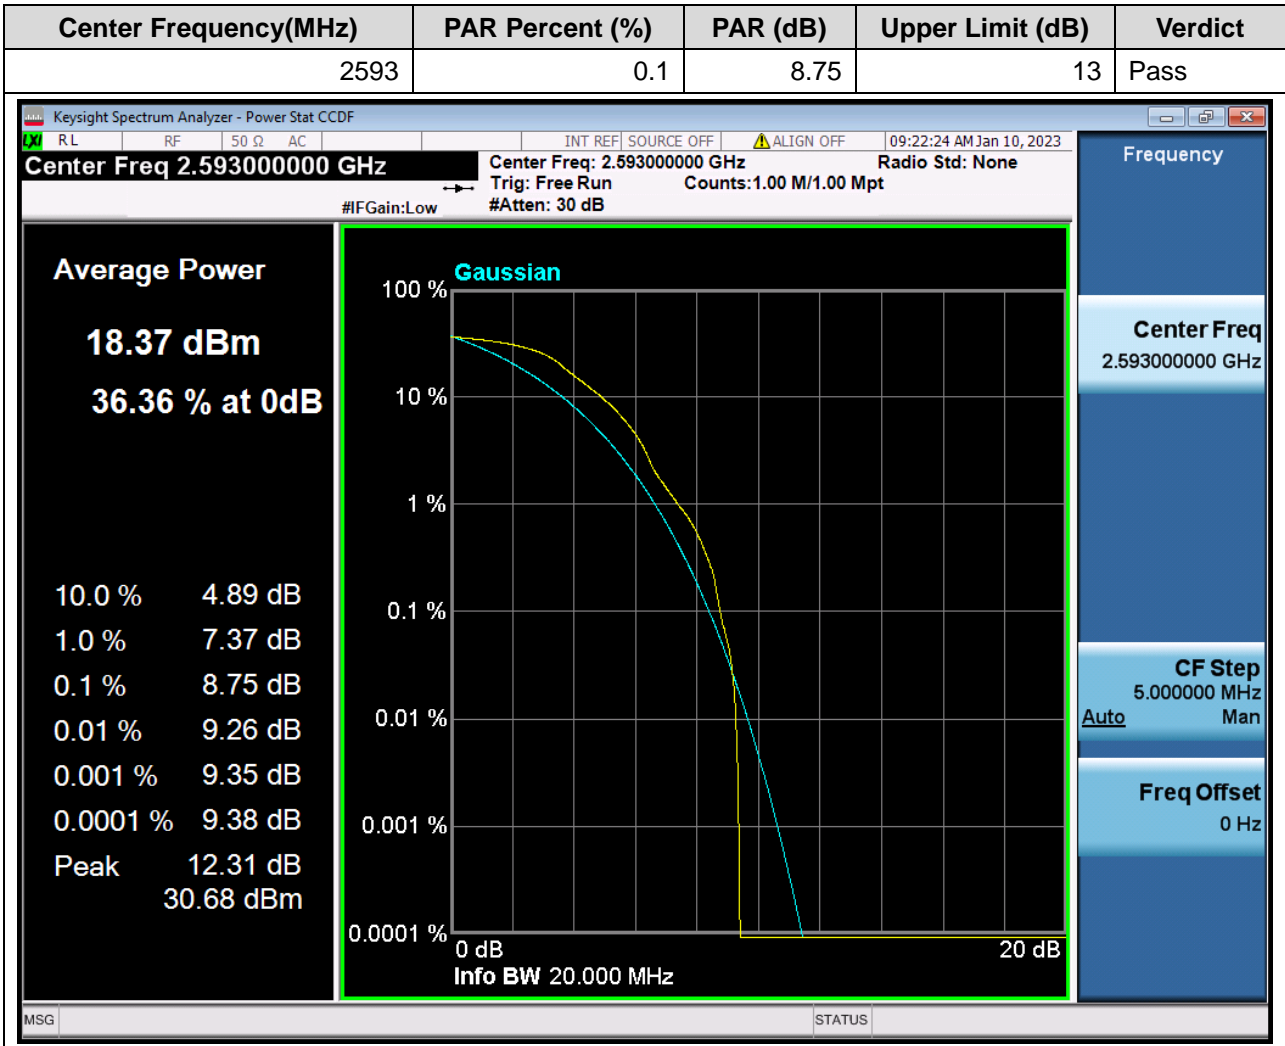 Center Frequency(MHz) PAR Percent (%) PAR (dB) Upper Limit (dB) Verdict
2593 0.1 8.75 13 Pass
Keysight Spectrum Analyzer - Power Stat CCDF
LXI RL RF 50 Ω AC INT REF SOURCE OFF ALIGN OFF 09:22:24 AM Jan 10, 2023
Center Freq 2.593000000 GHz
Center Freq: 2.593000000 GHz Radio Std: None
Trig: Free Run Counts:1.00 M/1.00 Mpt
#IFGain:Low #Atten: 30 dB
Average Power
18.37 dBm
36.36 % at 0dB
10.0 % 4.89 dB
1.0 % 7.37 dB
0.1 % 8.75 dB
0.01 % 9.26 dB
0.001 % 9.35 dB
0.0001 % 9.38 dB
Peak 12.31 dB
30.68 dBm
Gaussian
100 %
10 %
1 %
0.1 %
0.01 %
0.001 %
0.0001 %
0 dB 20 dB
Info BW 20.000 MHz
Frequency
Center Freq
2.593000000 GHz
CF Step
5.000000 MHz
Auto Man
Freq Offset
0 Hz
MSG STATUS